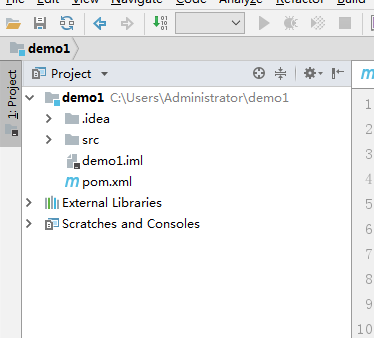 File Edit View Navigate Code Analyze Refactor Build
demo1
1: Project
Project
demo1 C:\Users\Administrator\demo1
.idea
src
demo1.iml
m pom.xml
External Libraries
Scratches and Consoles
m
1
2
3
4
5
6
7
8
9
10